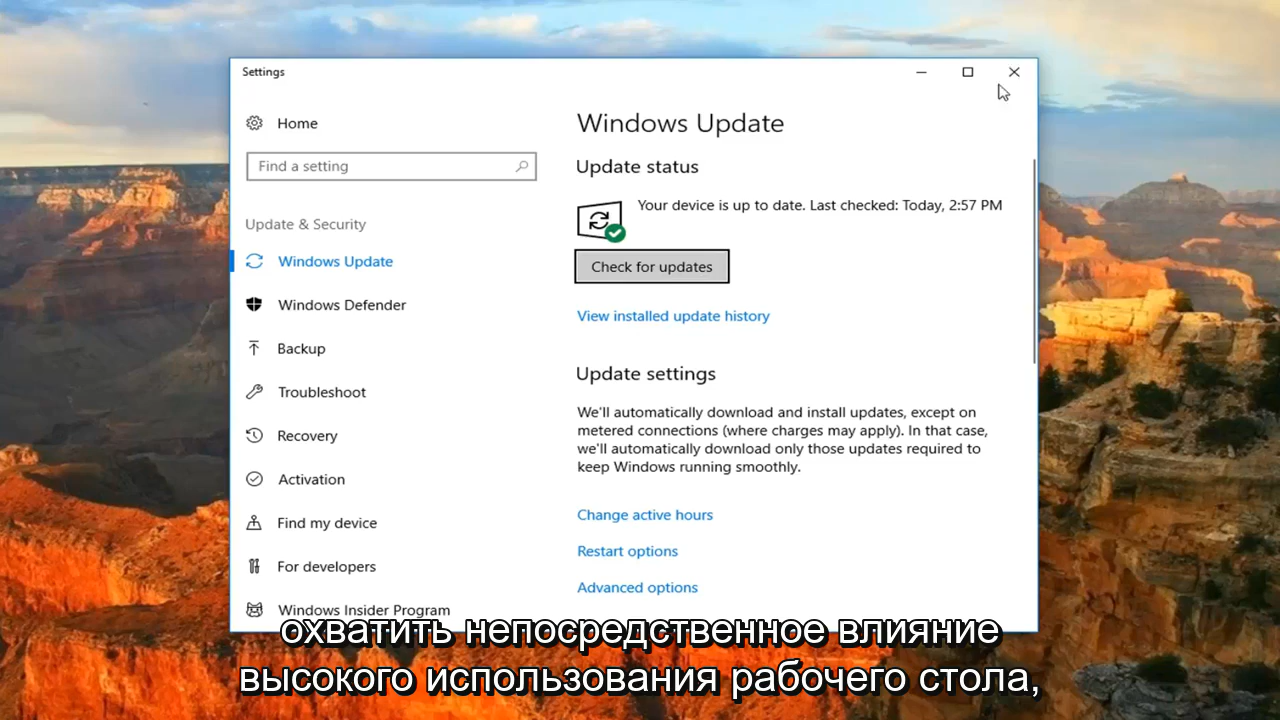 Settings
Home
Find a setting
Update & Security
Windows Update
Windows Defender
Backup
Troubleshoot
Recovery
Activation
Find my device
For developers
Windows Insider Program
Windows Update
Update status
Your device is up to date. Last checked: Today, 2:57 PM
Check for updates
View installed update history
Update settings
We'll automatically download and install updates, except on
metered connections (where charges may apply). In that case,
we'll automatically download only those updates required to
keep Windows running smoothly.
Change active hours
Restart options
Advanced options
охватить непосредственное влияние
высокого использования рабочего стола,